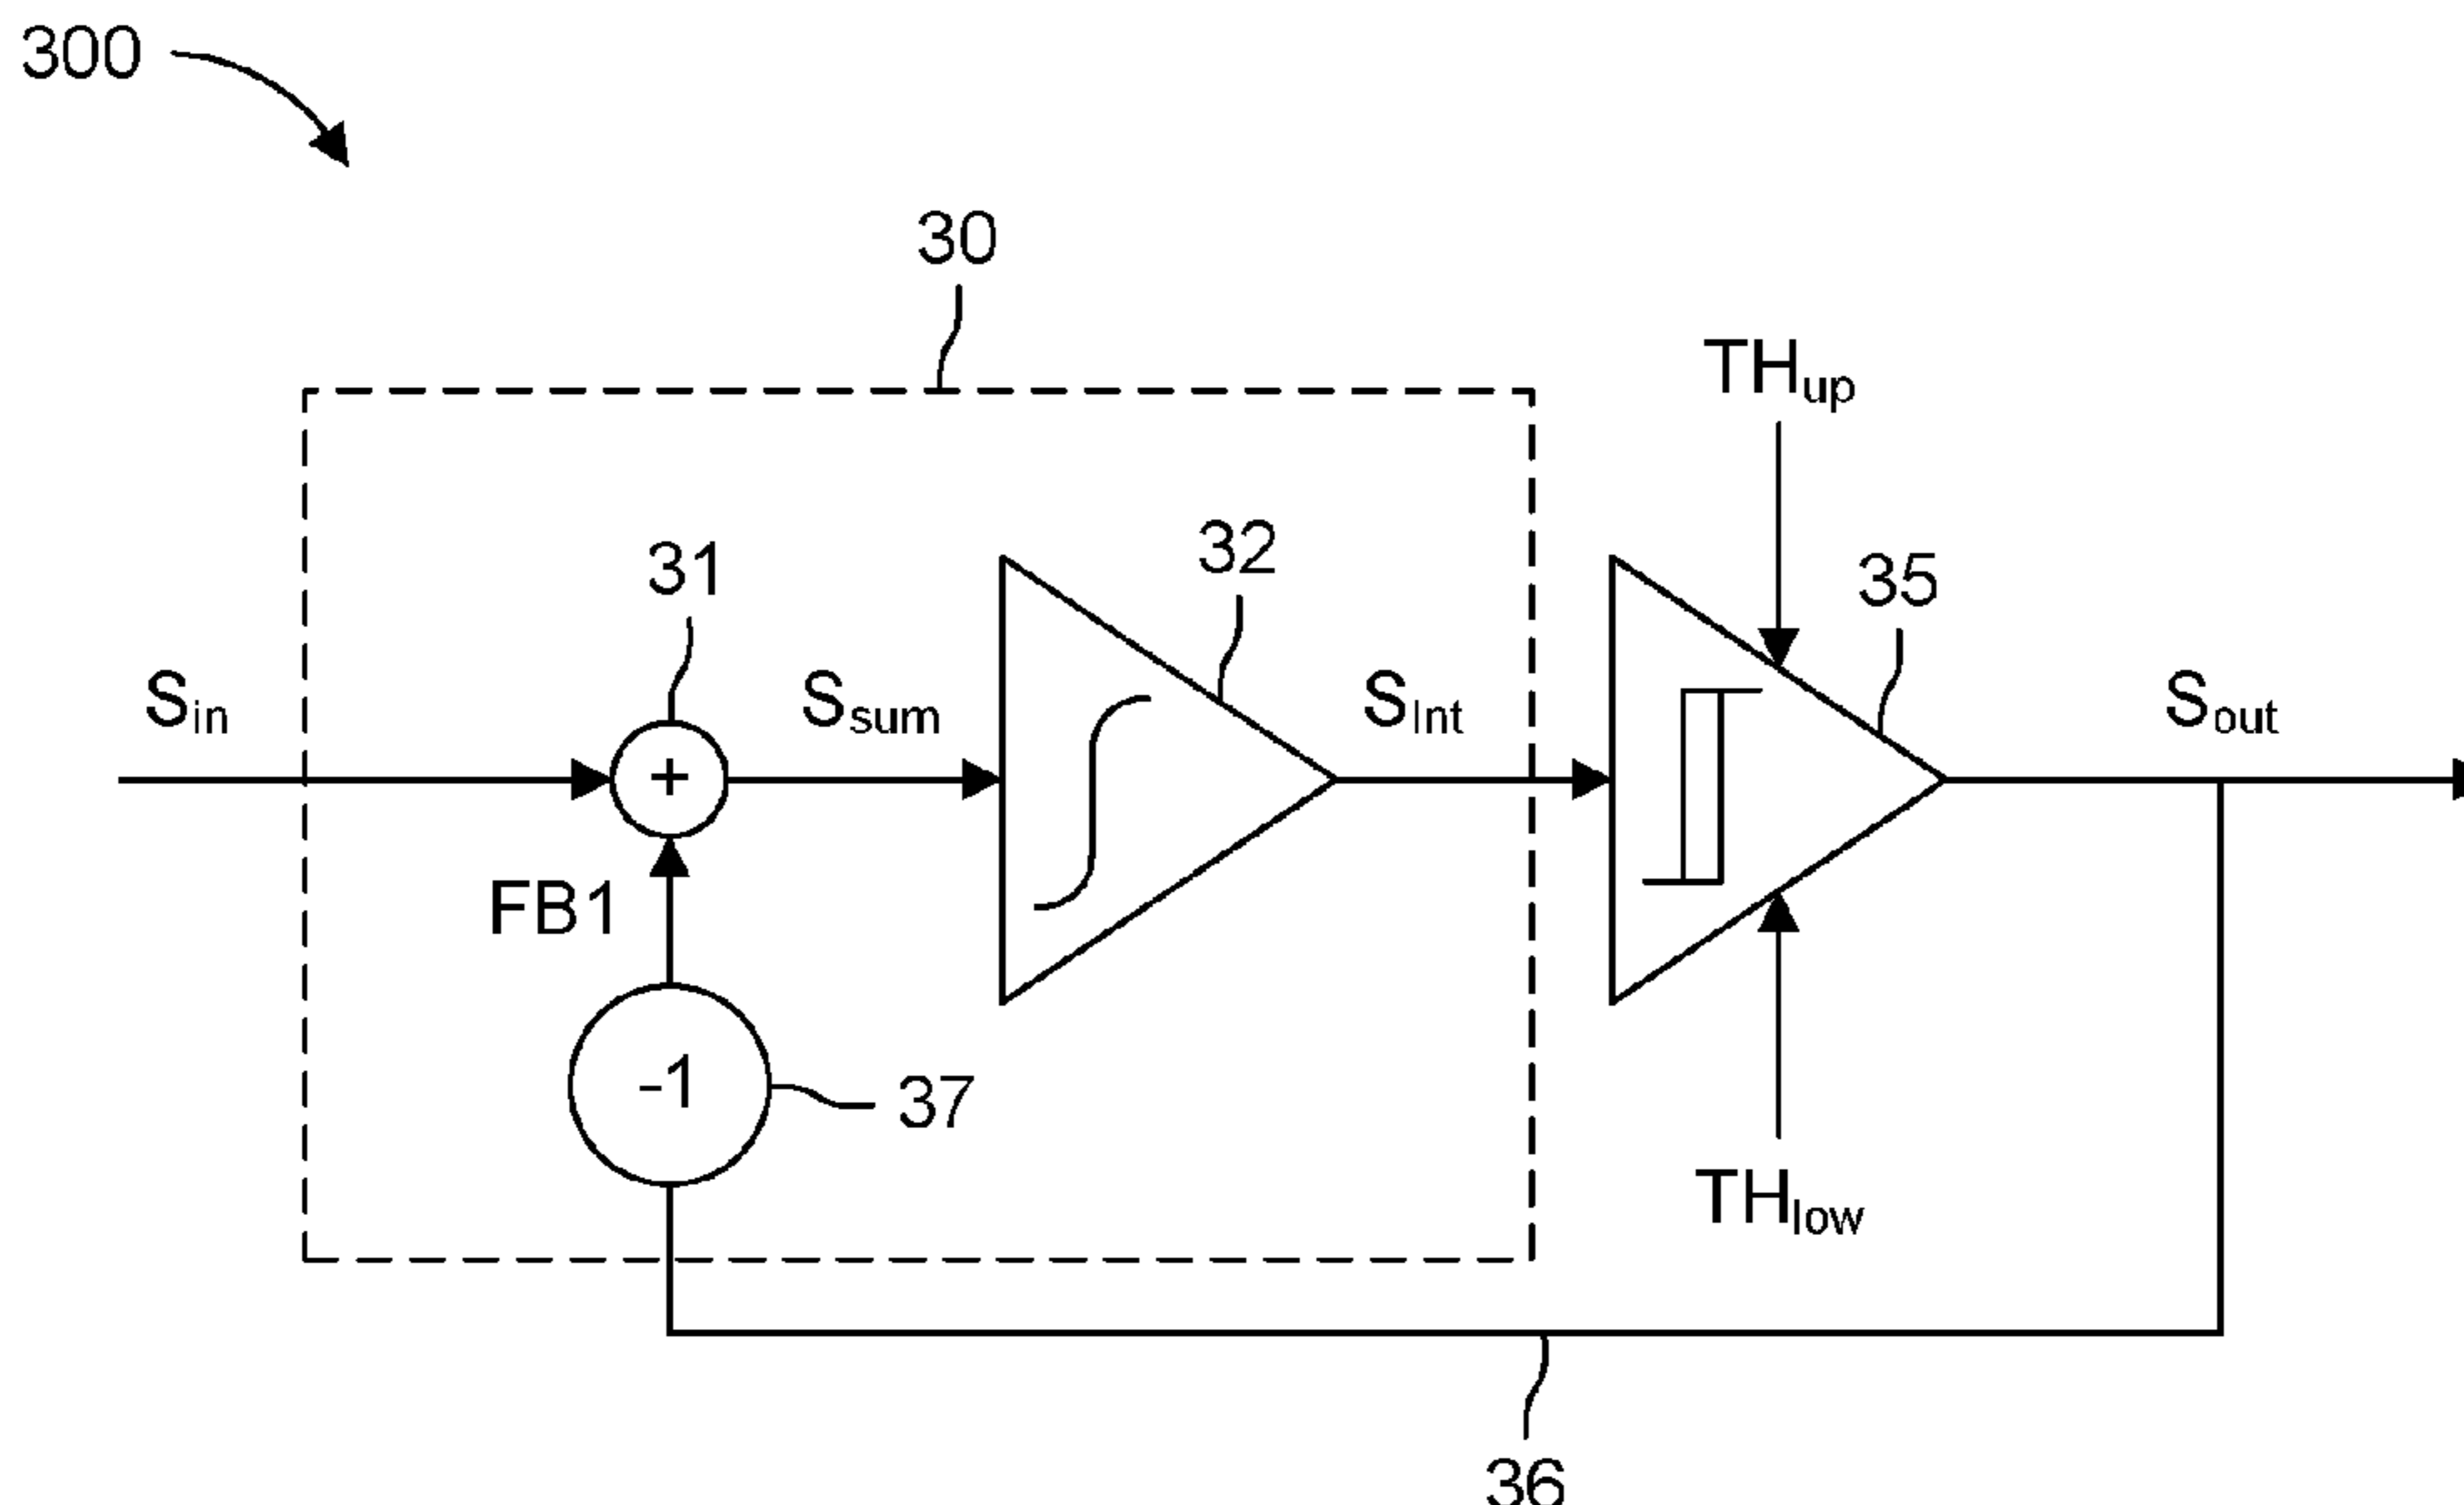 300
30
THup
31
32
35
Sin
Ssum
SInt
Sout
+
FB1
-1
37
THlow
36